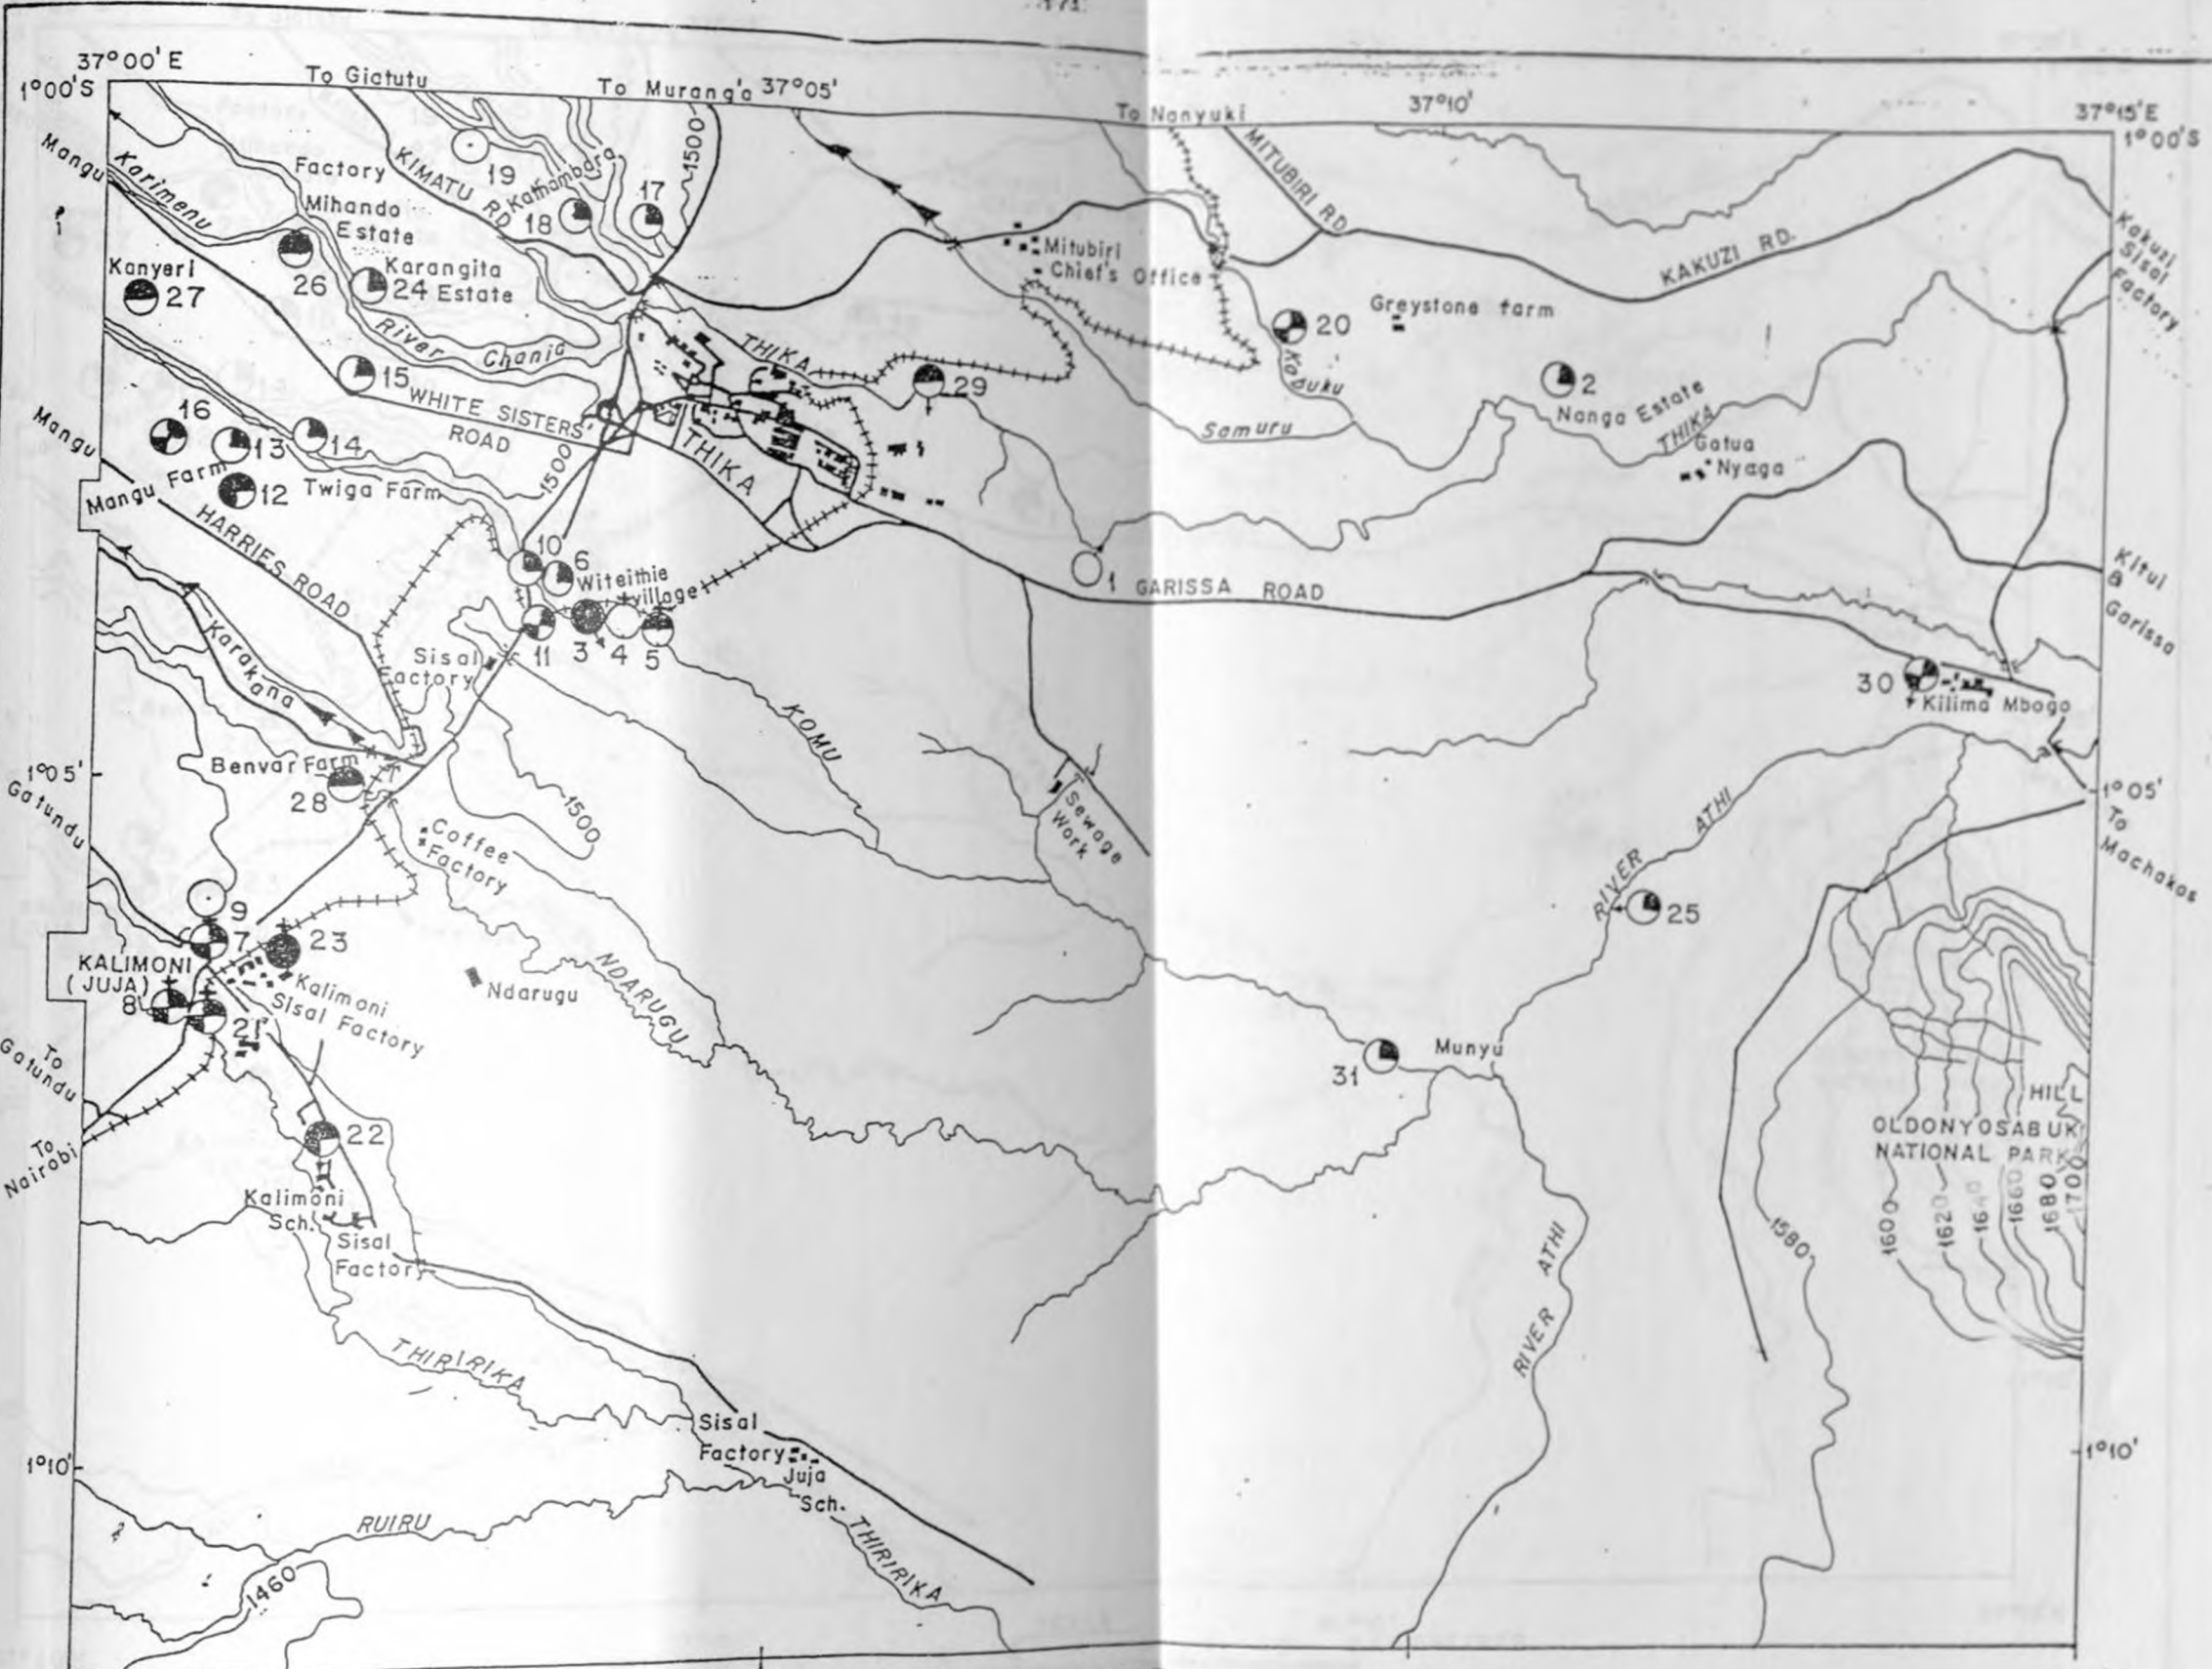 171
37°00'E
To Giatutu
To Murang'a
37°05'
To Nanyuki
37°10'
37°15'E
1°00'S
1°00'S
Mangu
Karimenu
Factory
KIMATU RD
19
Kathambara
18
17
1500
MITUBIRI RD.
KAKUZI RD.
Kakuzi
Sisal
Factory
Mihando
Estate
Mitubiri
Chief's Office
Kanyeri
27
26
Karangita
24 Estate
River Chania
20
Greystone farm
THIKA
Kabuku
29
2
Nanga Estate
15
WHITE SISTERS'
ROAD
16
13
14
Mangu
Mangu Farm
12
Twiga Farm
1500
THIKA
Samuru
THIKA
Gatua
Nyaga
HARRIES ROAD
10
6
Witeithie
village
1
GARISSA ROAD
Kitui
&
Garissa
11
3
4
5
Karakana
Sisal
Factory
KOMU
30
Kilima Mbogo
Benvar Farm
28
1°05'
1°05'
Gatundu
1500
Sewage
Work
RIVER ATHI
To
Machakos
Coffee
Factory
9
7
23
25
KALIMONI
(JUJA)
8
21
Kalimoni
Sisal Factory
Ndarugu
NDARUGU
31
Munyu
To
Gatundu
To
Nairobi
22
HILL
OLDONYOSABUK
NATIONAL PARK
Kalimoni
Sch.
Sisal
Factory
RIVER ATHI
1580
1600
1620
1640
1660
1680
1700
THIRIRIKA
Sisal
Factory
Juja
Sch.
1°10'
1°10'
RUIRU
THIRIRIKA
1460